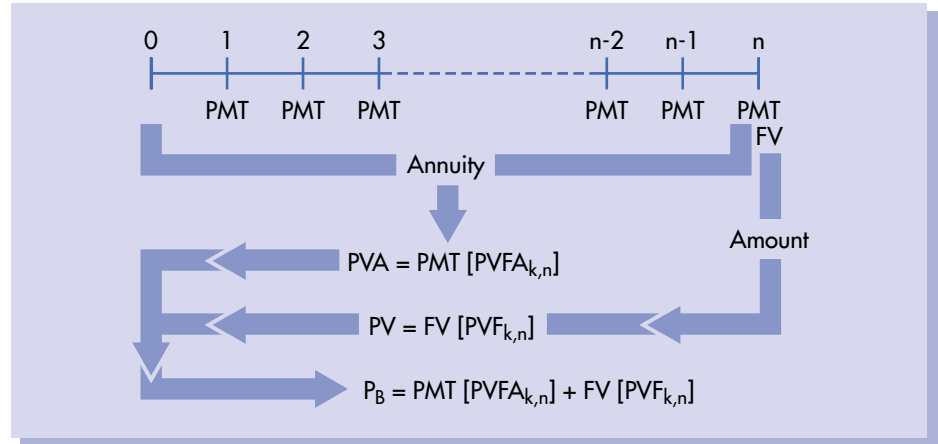 0 1 2 3 n-2 n-1 n
PMT PMT PMT PMT PMT PMT
FV
Annuity
Amount
PVA = PMT [PVFAk,n]
PV = FV [PVFk,n]
PB = PMT [PVFAk,n] + FV [PVFk,n]